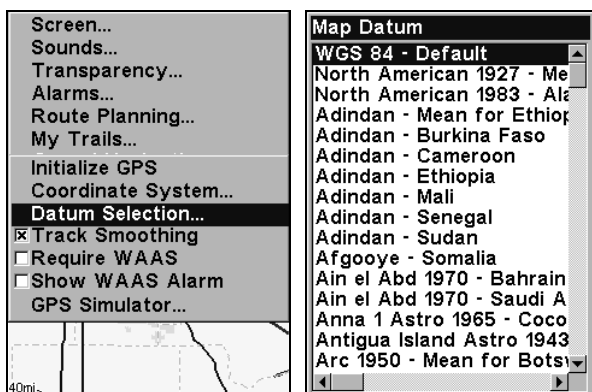 Screen...
Sounds...
Transparency...
Alarms...
Route Planning...
My Trails...
Initialize GPS
Coordinate System...
Datum Selection...
Track Smoothing
Require WAAS
Show WAAS Alarm
GPS Simulator...
40mi
Map Datum
WGS 84 - Default
North American 1927 - Me
North American 1983 - Ala
Adindan - Mean for Ethiop
Adindan - Burkina Faso
Adindan - Cameroon
Adindan - Ethiopia
Adindan - Mali
Adindan - Senegal
Adindan - Sudan
Afgooye - Somalia
Ain el Abd 1970 - Bahrain
Ain el Abd 1970 - Saudi A
Anna 1 Astro 1965 - Coco
Antigua Island Astro 1943
Arc 1950 - Mean for Botsw